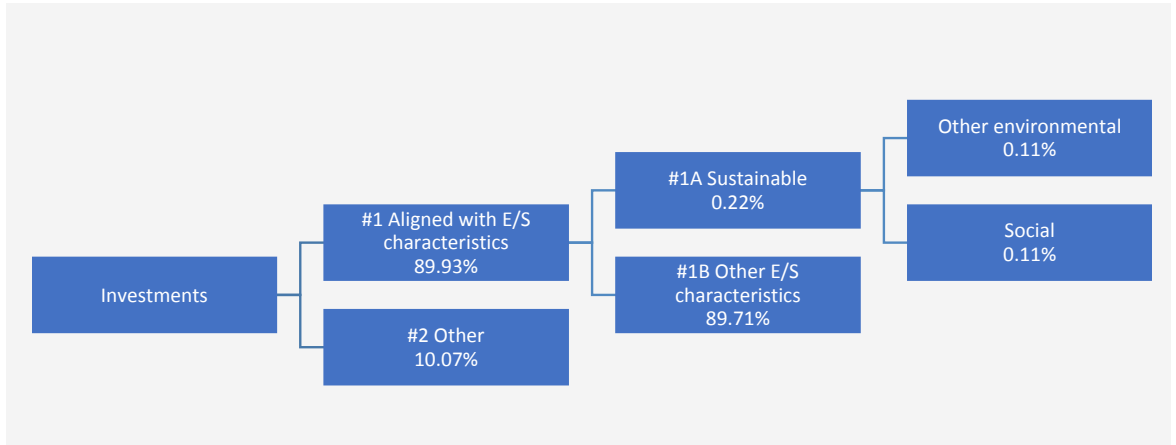 Investments
#1 Aligned with E/S
characteristics
89.93%
#2 Other
10.07%
#1A Sustainable
0.22%
#1B Other E/S
characteristics
89.71%
Other environmental
0.11%
Social
0.11%